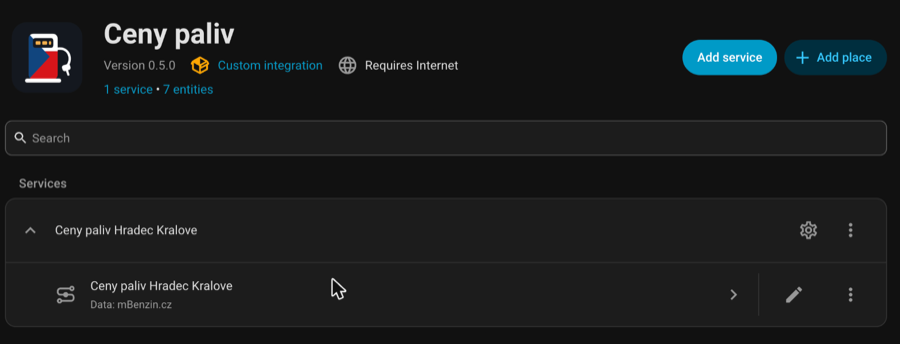 Ceny paliv
Version 0.5.0 Custom integration Requires Internet
1 service • 7 entities
Add service
Add place
Search
Services
Ceny paliv Hradec Kralove
Ceny paliv Hradec Kralove
Data: mBenzin.cz